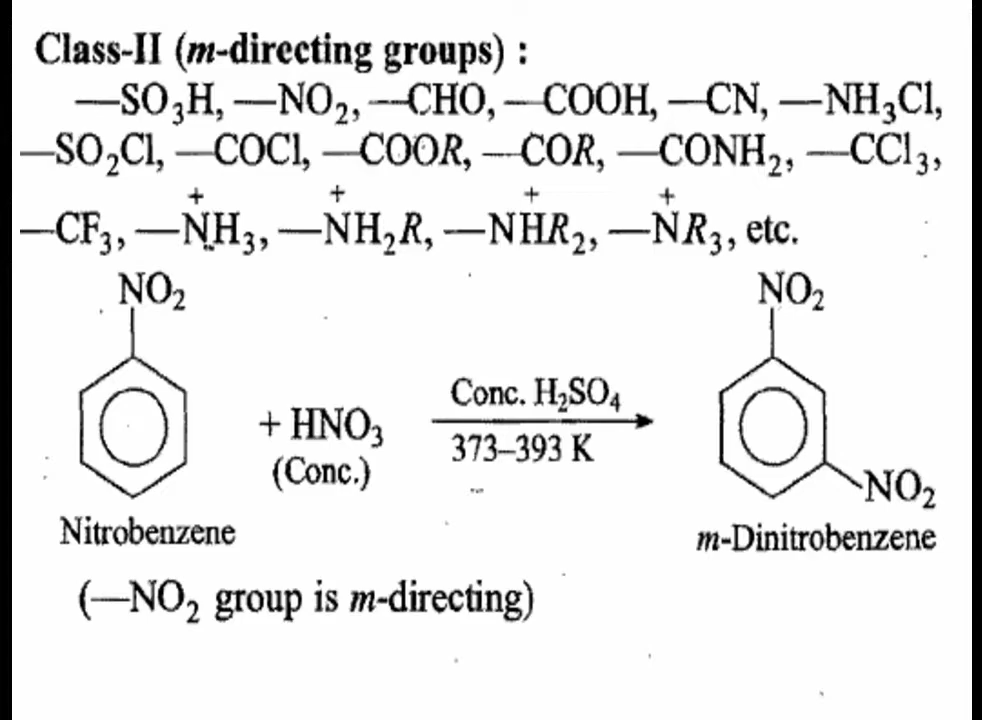 Class-II (m-directing groups) :
—SO₃H, —NO₂, —CHO, —COOH, —CN, —NH₃Cl,
—SO₂Cl, —COCl, —COOR, —COR, —CONH₂, —CCl₃,
—CF₃, —N⁺H₃, —N⁺H₂R, —N⁺HR₂, —N⁺R₃, etc.
NO₂
NO₂
Conc. H₂SO₄
+ HNO₃
373–393 K
(Conc.)
NO₂
Nitrobenzene
m-Dinitrobenzene
(—NO₂ group is m-directing)